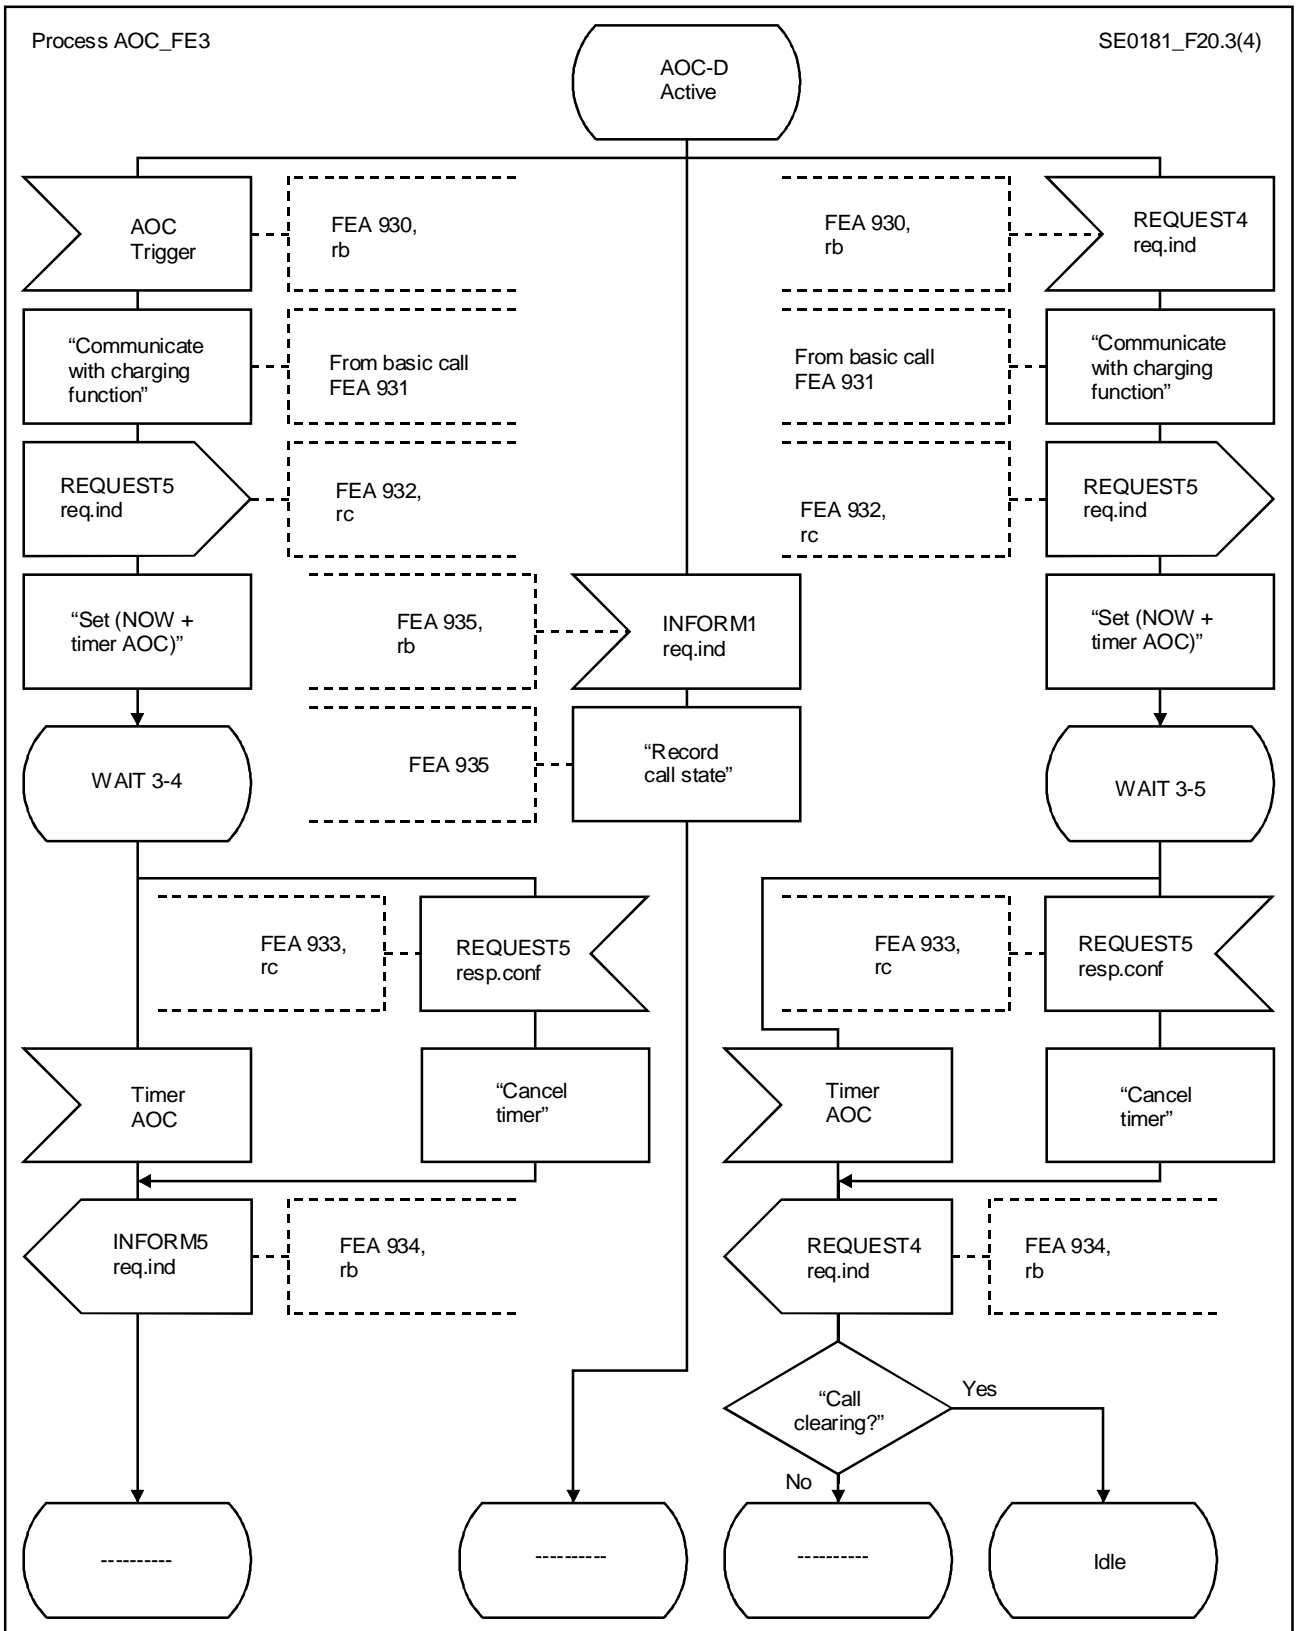 Process AOC_FE3
SE0181_F20.3(4)
AOC-D
Active
AOC
Trigger
FEA 930,
rb
FEA 930,
rb
REQUEST4
req.ind
“Communicate
with charging
function”
From basic call
FEA 931
From basic call
FEA 931
“Communicate
with charging
function”
REQUEST5
req.ind
FEA 932,
rc
FEA 932,
rc
REQUEST5
req.ind
“Set (NOW +
timer AOC)”
FEA 935,
rb
INFORM1
req.ind
“Set (NOW +
timer AOC)”
WAIT 3-4
FEA 935
“Record
call state”
WAIT 3-5
FEA 933,
rc
REQUEST5
resp.conf
FEA 933,
rc
REQUEST5
resp.conf
Timer
AOC
“Cancel
timer”
Timer
AOC
“Cancel
timer”
INFORM5
req.ind
FEA 934,
rb
REQUEST4
req.ind
FEA 934,
rb
“Call
clearing?”
Yes
No
----------
----------
----------
Idle